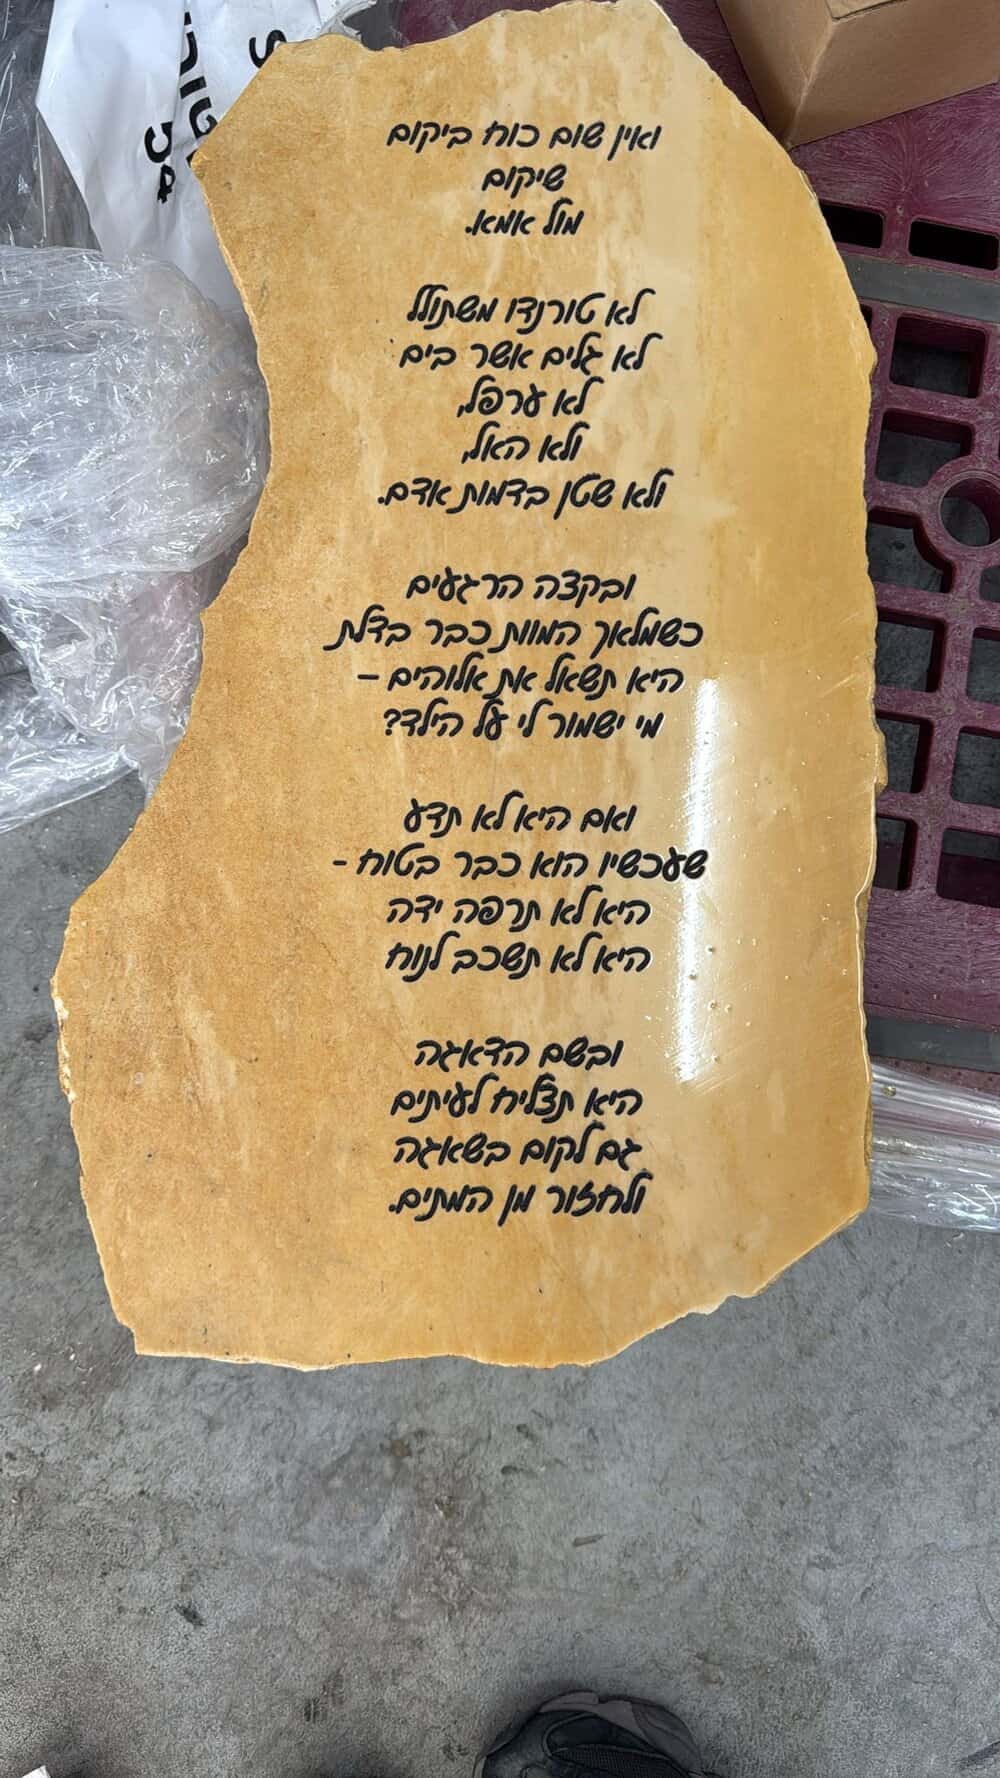 ואין שום כוח ביקום
שיקום
מול אמא.
לא טורנדו משתולל
לא גלים אשר בים
לא ערפל,
ולא האל,
ולא שטן בדמות אדם.
ובקצה הרגעים
כשמלאך המוות כבר בדלת
היא תשאל את אלוהים –
מי ישמור לי על הילד?
ואם היא לא תדע
שעכשיו הוא כבר בטוח -
היא לא תרפה ידה
היא לא תשכב לנוח
ובשם הדאגה
היא תצליח לעיתים
גם לקום בשאגה
ולחזור מן המתים.
54